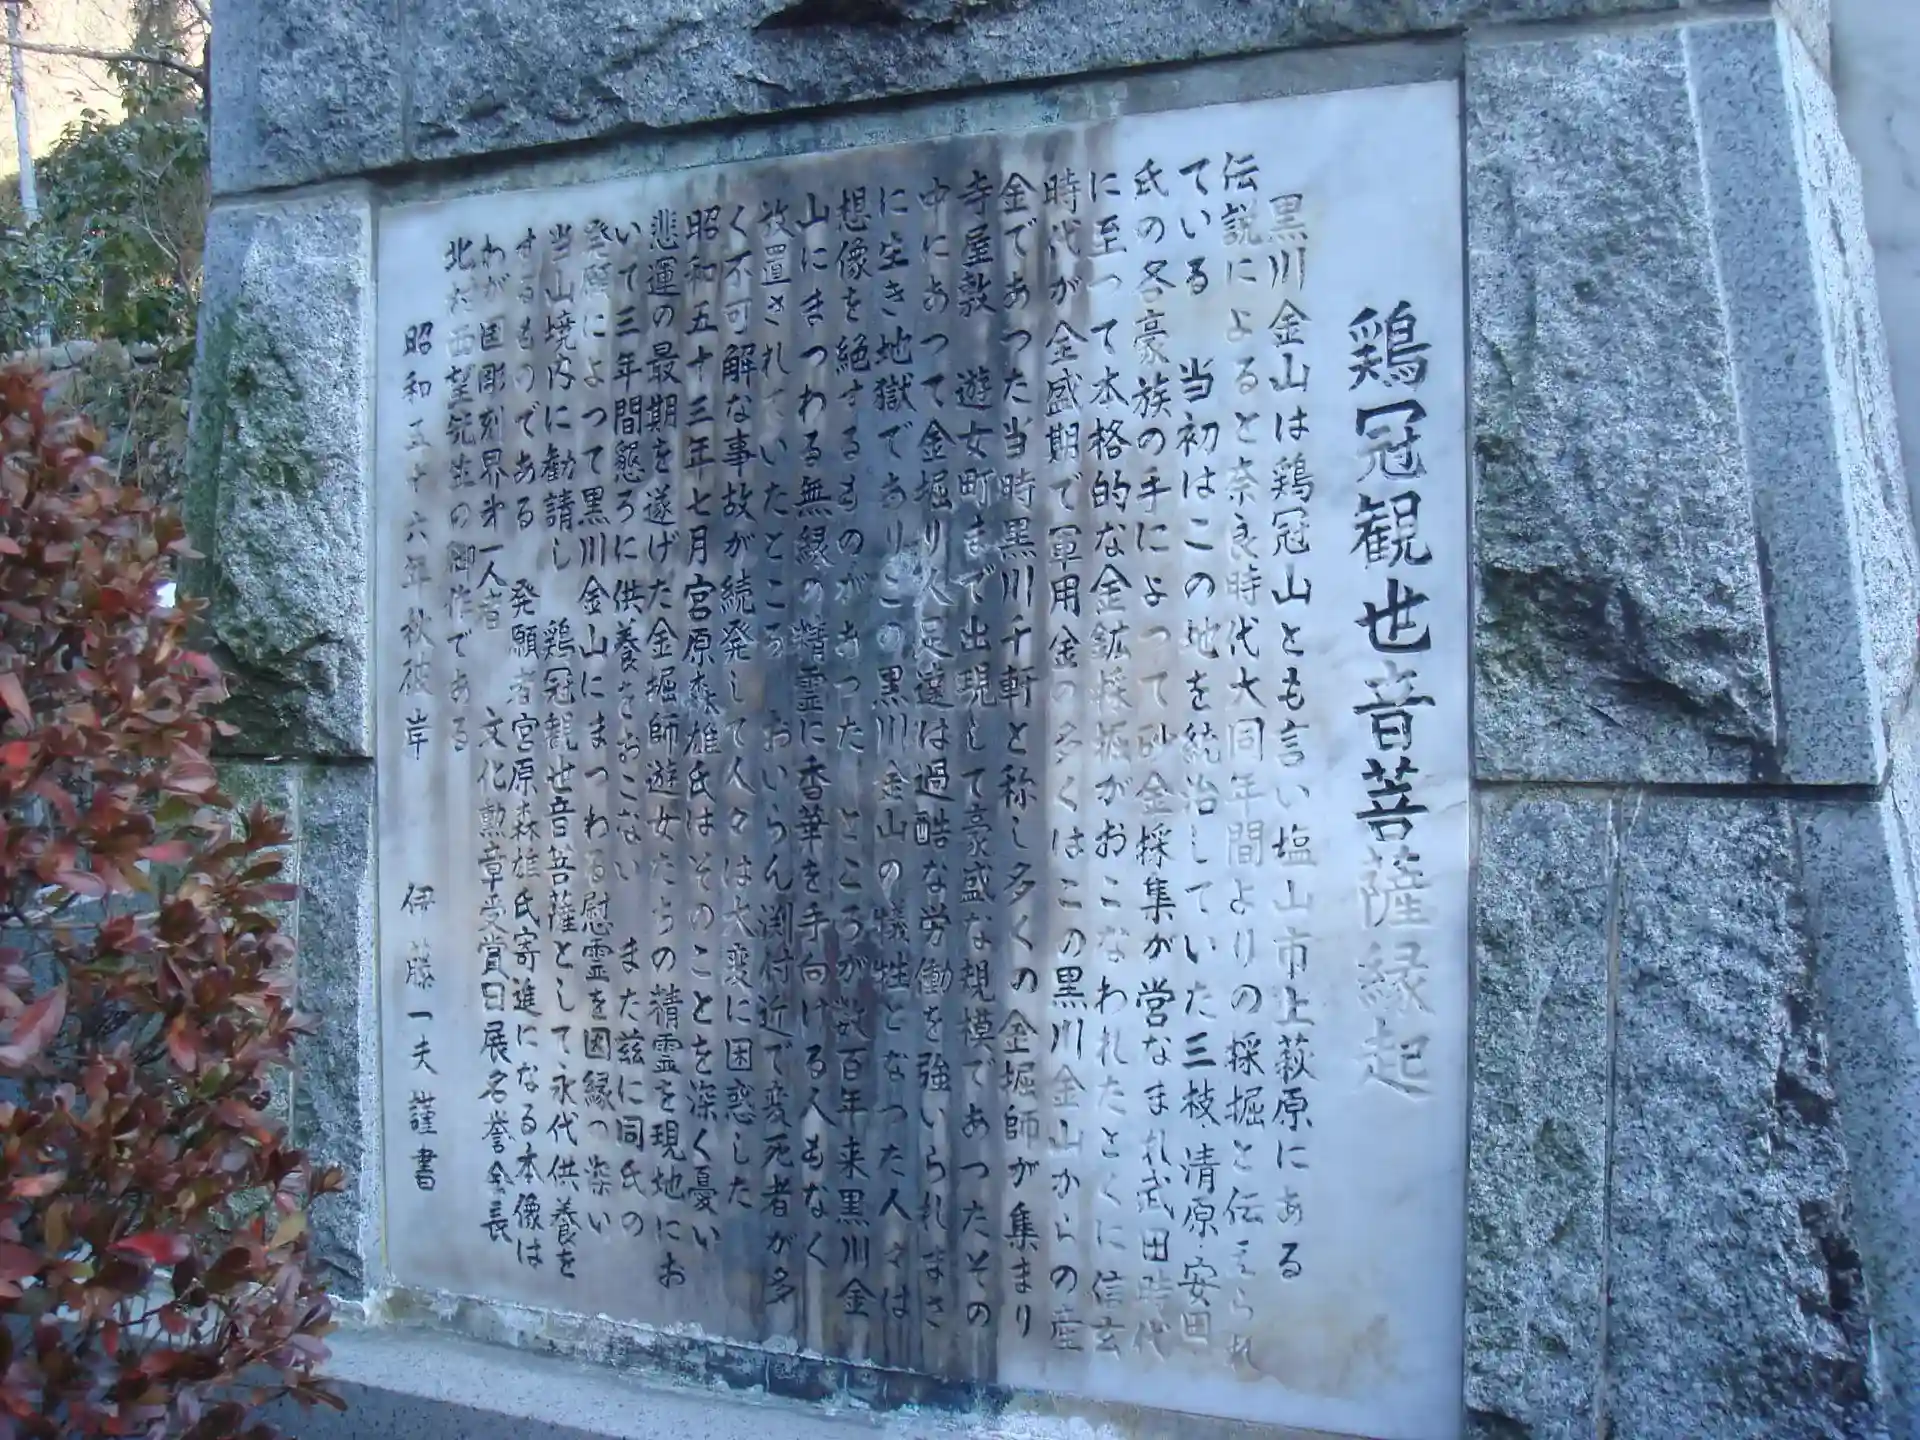 鶏冠観世音菩薩縁起
黒川金山は鶏冠山とも言い塩山市上萩原にある
伝説によると奈良時代大同年間よりの採掘と伝えられ
ている 当初はこの地を統治していた三枝、清原、安田
氏の各豪族の手によって砂金採集が営なまれ武田時代
に至って本格的な金鉱採掘がおこなわれたとくに信玄
時代が全盛期で軍用金の多くはこの黒川金山からの産
金であった当時黒川千軒と称し多くの金掘師が集まり
寺屋敷 遊女町まで出現して豪盛な規模であったその
中にあって金掘り人足達は過酷な労働を強いられまさ
に生き地獄でありこの黒川金山の犠牲となった人々は
想像を絶するものがあった ところが数百年来黒川金
山にまつわる無縁の精霊に香華を手向ける人もなく
放置されていたところ おいらん渕付近で変死者が多
く不可解な事故が続発して人々は大変に困惑した
昭和五十三年七月宮原森雄氏はそのことを深く憂い
悲運の最期を遂げた金掘師遊女たちの精霊を現地にお
いて三年間懇ろに供養をおこない また茲に同氏の
発願によって黒川金山にまつわる慰霊を因縁の深い
当山境内に勧請し 鶏冠観世音菩薩として永代供養を
するものである 発願者宮原森雄氏寄進になる本像は
わが国彫刻界第一人者 文化勲章受賞日展名誉会長
北村西望先生の御作である
昭和五十六年秋彼岸 伊藤一夫謹書